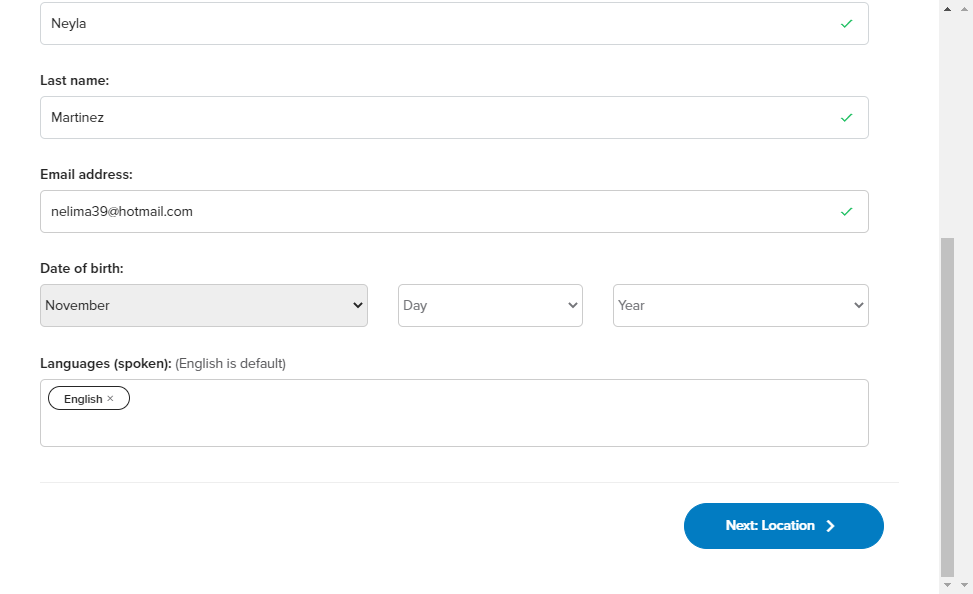 Neyla
Last name:
Martinez
Email address:
nelima39@hotmail.com
Date of birth:
November Day Year
Languages (spoken): (English is default)
English ×
Next: Location